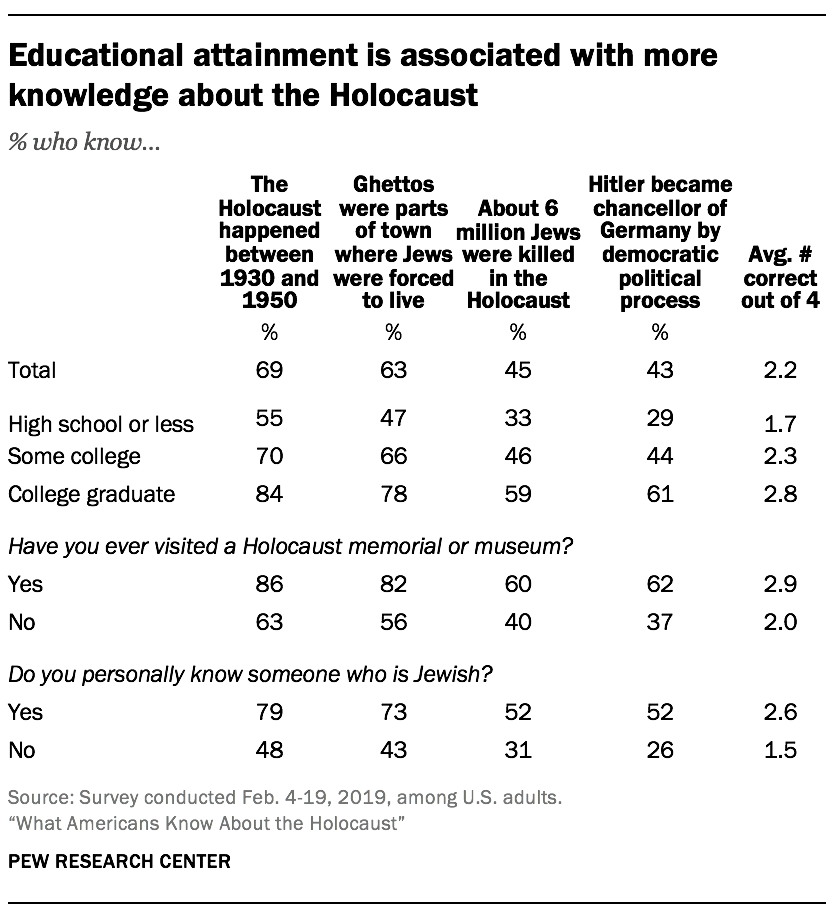 Educational attainment is associated with more
knowledge about the Holocaust
% who know...
The Holocaust happened between 1930 and 1950
Ghettos were parts of town where Jews were forced to live
About 6 million Jews were killed in the Holocaust
Hitler became chancellor of Germany by democratic political process
Avg. # correct out of 4
% % % %
Total 69 63 45 43 2.2
High school or less 55 47 33 29 1.7
Some college 70 66 46 44 2.3
College graduate 84 78 59 61 2.8
Have you ever visited a Holocaust memorial or museum?
Yes 86 82 60 62 2.9
No 63 56 40 37 2.0
Do you personally know someone who is Jewish?
Yes 79 73 52 52 2.6
No 48 43 31 26 1.5
Source: Survey conducted Feb. 4-19, 2019, among U.S. adults.
“What Americans Know About the Holocaust”
PEW RESEARCH CENTER